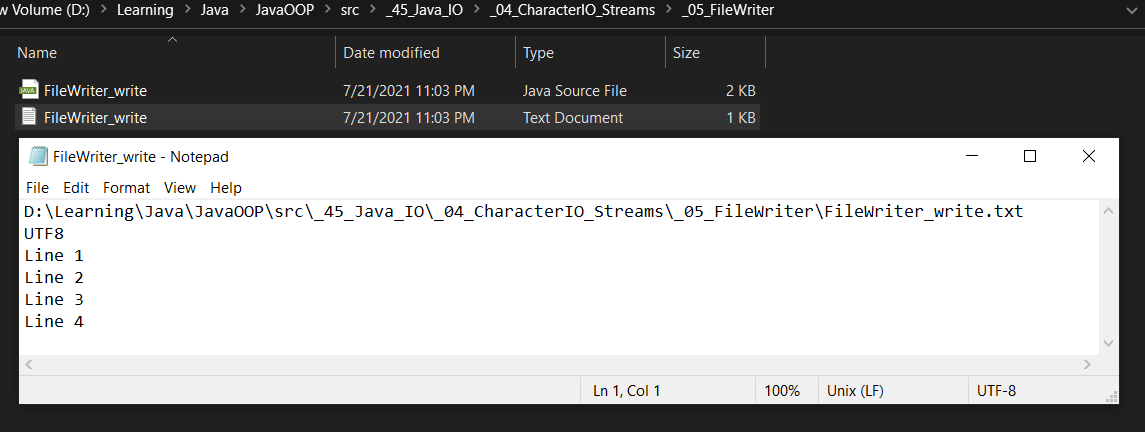 w Volume (D:) > Learning > Java > JavaOOP > src > _45_Java_IO > _04_CharacterIO_Streams > _05_FileWriter
Name Date modified Type Size
FileWriter_write 7/21/2021 11:03 PM Java Source File 2 KB
FileWriter_write 7/21/2021 11:03 PM Text Document 1 KB
FileWriter_write - Notepad
File Edit Format View Help
D:\Learning\Java\JavaOOP\src\_45_Java_IO\_04_CharacterIO_Streams\_05_FileWriter\FileWriter_write.txt
UTF8
Line 1
Line 2
Line 3
Line 4
Ln 1, Col 1 100% Unix (LF) UTF-8